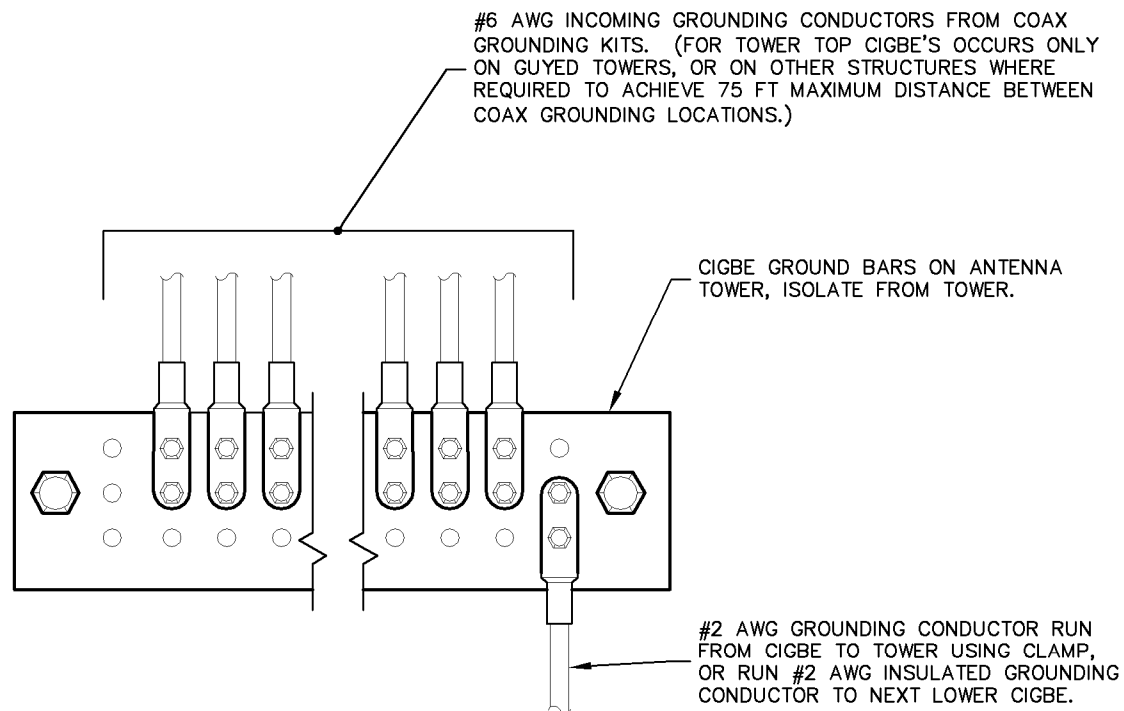 #6 AWG INCOMING GROUNDING CONDUCTORS FROM COAX
GROUNDING KITS. (FOR TOWER TOP CIGBE'S OCCURS ONLY
ON GUYED TOWERS, OR ON OTHER STRUCTURES WHERE
REQUIRED TO ACHIEVE 75 FT MAXIMUM DISTANCE BETWEEN
COAX GROUNDING LOCATIONS.)
CIGBE GROUND BARS ON ANTENNA
TOWER, ISOLATE FROM TOWER.
#2 AWG GROUNDING CONDUCTOR RUN
FROM CIGBE TO TOWER USING CLAMP,
OR RUN #2 AWG INSULATED GROUNDING
CONDUCTOR TO NEXT LOWER CIGBE.